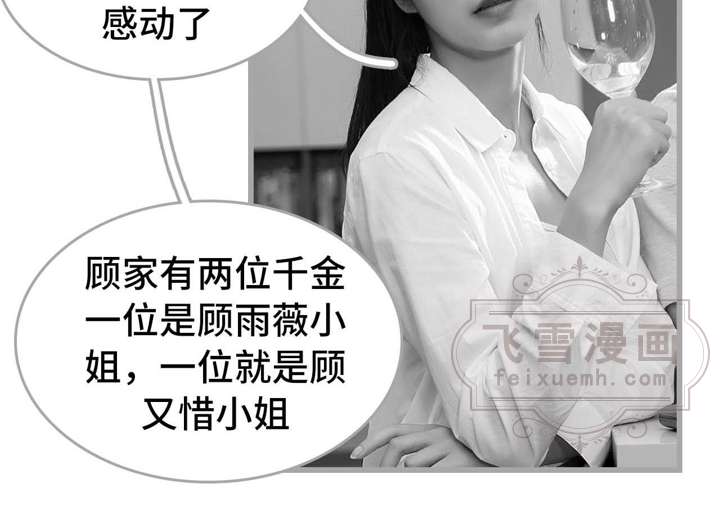 感动了
顾家有两位千金
一位是顾雨薇小
姐，一位就是顾
又惜小姐
飞雪漫画
feixuemh.com